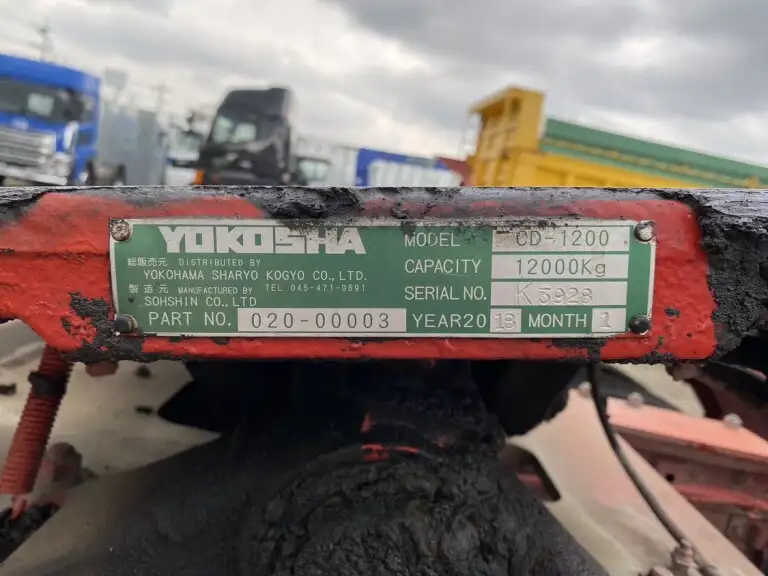 YOKOSHA
総販売元 DISTRIBUTED BY
YOKOHAMA SHARYO KOGYO CO., LTD.
製造元 MANUFACTURED BY TEL 045-471-9891
SOHSHIN CO., LTD
PART NO. 020-00003
MODEL CD-1200
CAPACITY 12000Kg
SERIAL NO. K3928
YEAR20 18 MONTH 1